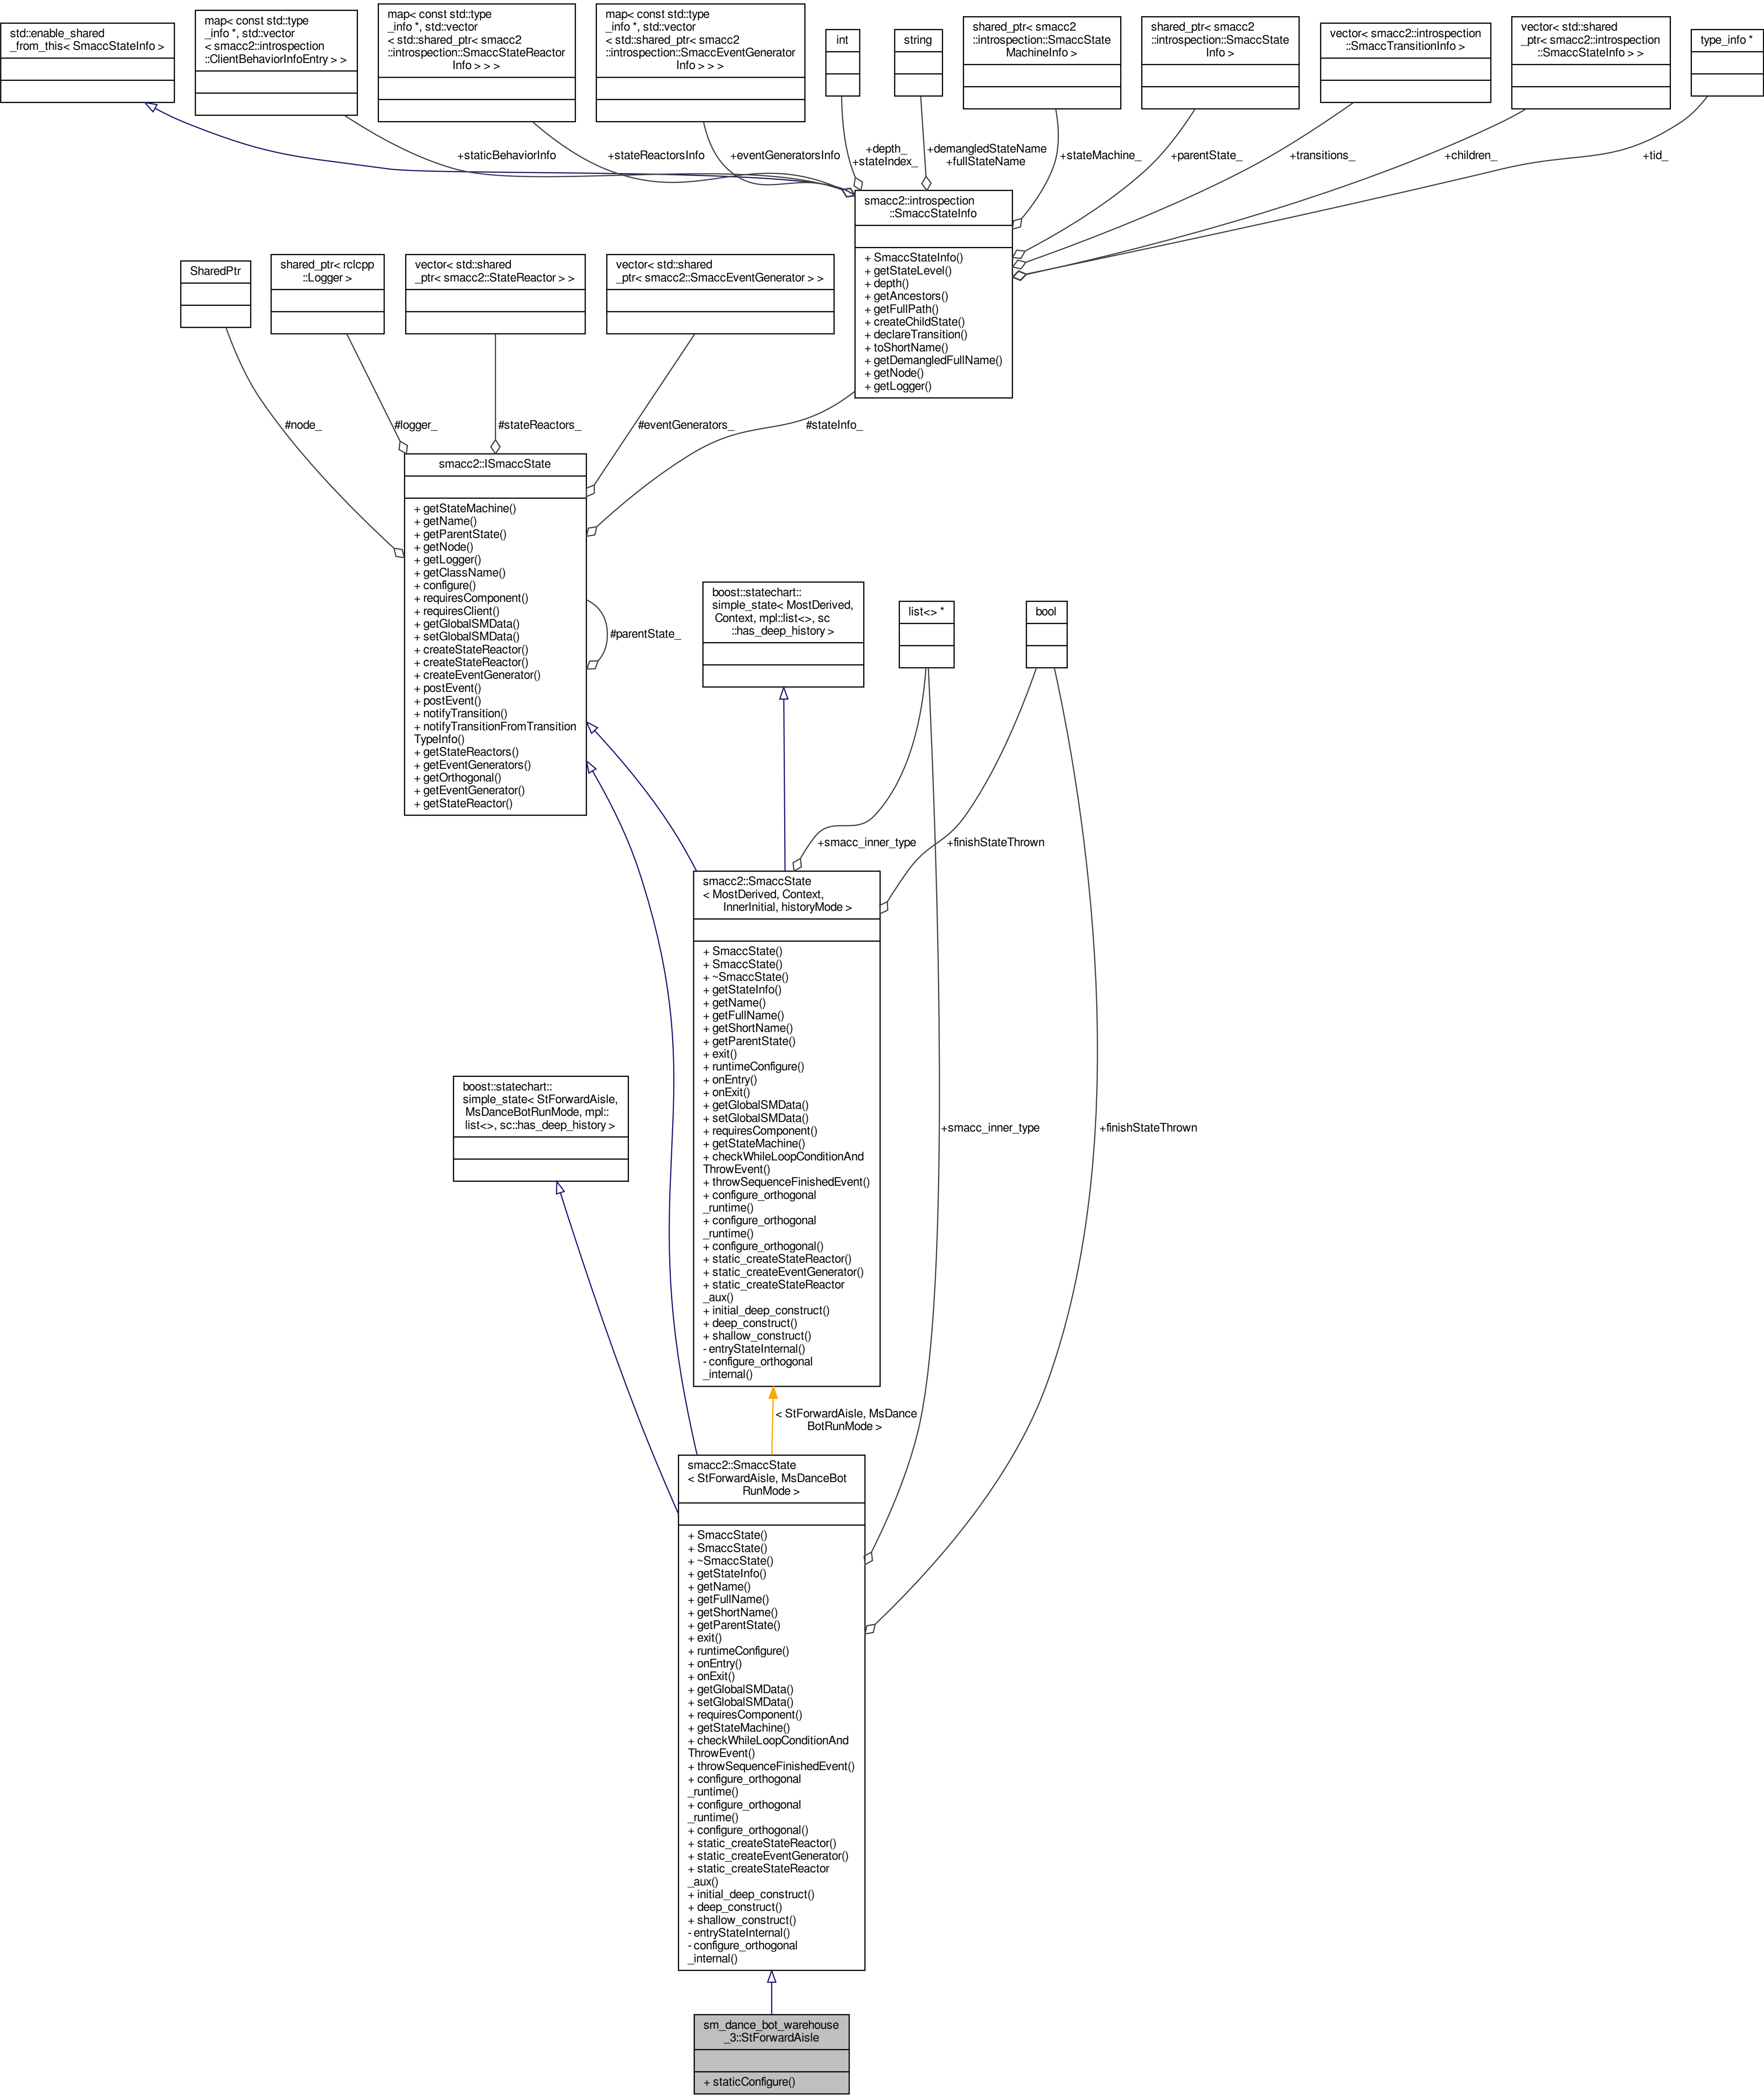 std::enable_shared
_from_this< SmaccStateInfo >
map< const std::type
_info *, std::vector
< smacc2::introspection
::ClientBehaviorInfoEntry > >
map< const std::type
_info *, std::vector
< std::shared_ptr< smacc2
::introspection::SmaccStateReactor
Info > > >
map< const std::type
_info *, std::vector
< std::shared_ptr< smacc2
::introspection::SmaccEventGenerator
Info > > >
int
string
shared_ptr< smacc2
::introspection::SmaccState
MachineInfo >
shared_ptr< smacc2
::introspection::SmaccState
Info >
vector< smacc2::introspection
::SmaccTransitionInfo >
vector< std::shared
_ptr< smacc2::introspection
::SmaccStateInfo > >
type_info *
+staticBehaviorInfo
+stateReactorsInfo
+eventGeneratorsInfo
+depth_
+stateIndex_
+demangledStateName
+fullStateName
+stateMachine_
+parentState_
+transitions_
+children_
+tid_
smacc2::introspection
::SmaccStateInfo
+ SmaccStateInfo()
+ getStateLevel()
+ depth()
+ getAncestors()
+ getFullPath()
+ createChildState()
+ declareTransition()
+ toShortName()
+ getDemangledFullName()
+ getNode()
+ getLogger()
SharedPtr
shared_ptr< rclcpp
::Logger >
vector< std::shared
_ptr< smacc2::StateReactor > >
vector< std::shared
_ptr< smacc2::SmaccEventGenerator > >
#node_
#logger_
#stateReactors_
#eventGenerators_
#stateInfo_
smacc2::ISmaccState
+ getStateMachine()
+ getName()
+ getParentState()
+ getNode()
+ getLogger()
+ getClassName()
+ configure()
+ requiresComponent()
+ requiresClient()
+ getGlobalSMData()
+ setGlobalSMData()
+ createStateReactor()
+ createStateReactor()
+ createEventGenerator()
+ postEvent()
+ postEvent()
+ notifyTransition()
+ notifyTransitionFromTransition
TypeInfo()
+ getStateReactors()
+ getEventGenerators()
+ getOrthogonal()
+ getEventGenerator()
+ getStateReactor()
#parentState_
boost::statechart::
simple_state< MostDerived,
Context, mpl::list<>, sc
::has_deep_history >
list<> *
bool
+smacc_inner_type
+finishStateThrown
smacc2::SmaccState
< MostDerived, Context,
InnerInitial, historyMode >
+ SmaccState()
+ SmaccState()
+ ~SmaccState()
+ getStateInfo()
+ getName()
+ getFullName()
+ getShortName()
+ getParentState()
+ exit()
+ runtimeConfigure()
+ onEntry()
+ onExit()
+ getGlobalSMData()
+ setGlobalSMData()
+ requiresComponent()
+ getStateMachine()
+ checkWhileLoopConditionAnd
ThrowEvent()
+ throwSequenceFinishedEvent()
+ configure_orthogonal
_runtime()
+ configure_orthogonal
_runtime()
+ configure_orthogonal()
+ static_createStateReactor()
+ static_createEventGenerator()
+ static_createStateReactor
_aux()
+ initial_deep_construct()
+ deep_construct()
+ shallow_construct()
- entryStateInternal()
- configure_orthogonal
_internal()
boost::statechart::
simple_state< StForwardAisle,
MsDanceBotRunMode, mpl::
list<>, sc::has_deep_history >
+smacc_inner_type
+finishStateThrown
< StForwardAisle, MsDance
BotRunMode >
smacc2::SmaccState
< StForwardAisle, MsDanceBot
RunMode >
+ SmaccState()
+ SmaccState()
+ ~SmaccState()
+ getStateInfo()
+ getName()
+ getFullName()
+ getShortName()
+ getParentState()
+ exit()
+ runtimeConfigure()
+ onEntry()
+ onExit()
+ getGlobalSMData()
+ setGlobalSMData()
+ requiresComponent()
+ getStateMachine()
+ checkWhileLoopConditionAnd
ThrowEvent()
+ throwSequenceFinishedEvent()
+ configure_orthogonal
_runtime()
+ configure_orthogonal
_runtime()
+ configure_orthogonal()
+ static_createStateReactor()
+ static_createEventGenerator()
+ static_createStateReactor
_aux()
+ initial_deep_construct()
+ deep_construct()
+ shallow_construct()
- entryStateInternal()
- configure_orthogonal
_internal()
sm_dance_bot_warehouse
_3::StForwardAisle
+ staticConfigure()